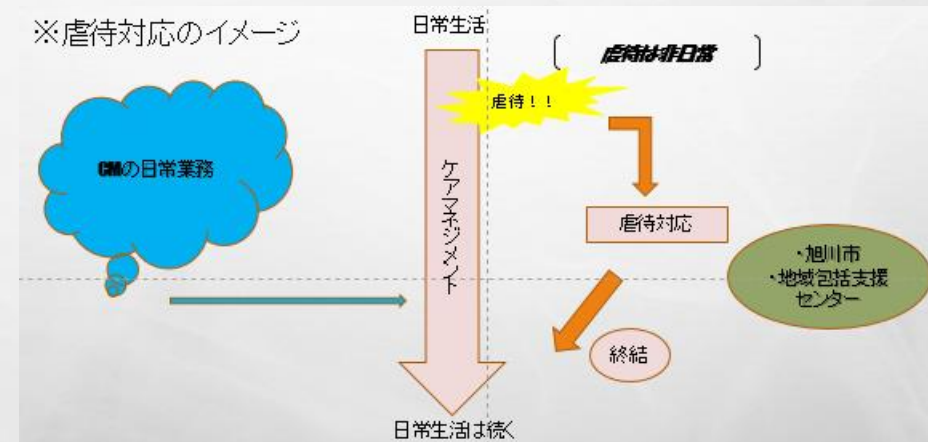 ※虐待対応のイメージ
日常生活
虐待は非日常
虐待！！
CMの日常業務
ケアマネジメント
虐待対応
・旭川市
・地域包括支援
センター
終結
日常生活は続く